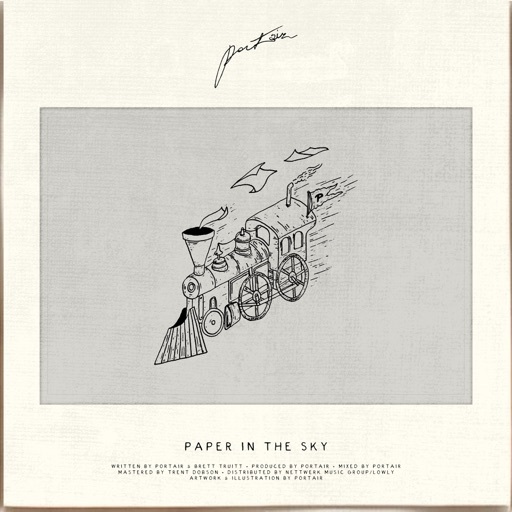 portair
P
PAPER IN THE SKY
WRITTEN BY PORTAIR & BRETT TRUITT • PRODUCED BY PORTAIR • MIXED BY PORTAIR
MASTERED BY TRENT DOBSON • DISTRIBUTED BY NETTWERK MUSIC GROUP/LOWLY
ARTWORK & ILLUSTRATION BY PORTAIR